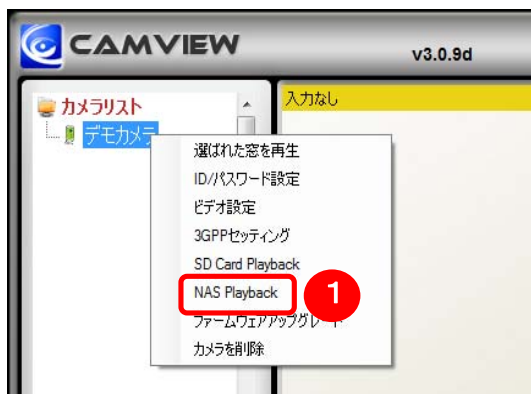 CAMVIEW
v3.0.9d
カメラリスト
デモカメラ
入力なし
選ばれた窓を再生
ID/パスワード設定
ビデオ設定
3GPPセッティング
SD Card Playback
NAS Playback
1
ファームウェアアップグレード
カメラを削除